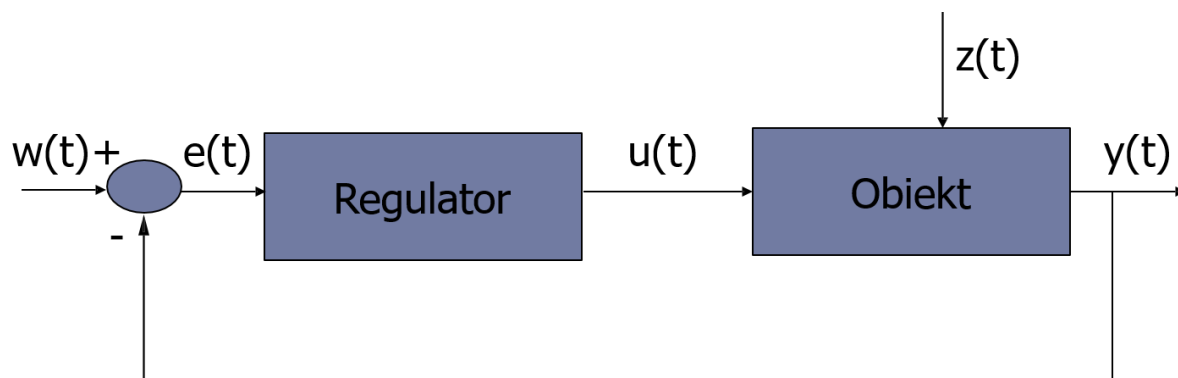 z(t)
w(t)+
e(t)
u(t)
y(t)
Regulator
Obiekt
-